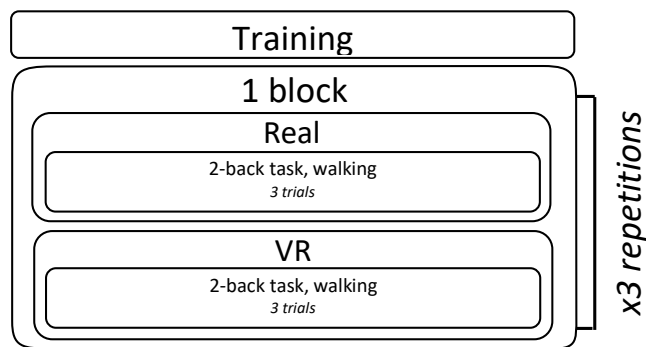 Training
1 block
Real
2-back task, walking
3 trials
VR
2-back task, walking
3 trials
x3 repetitions